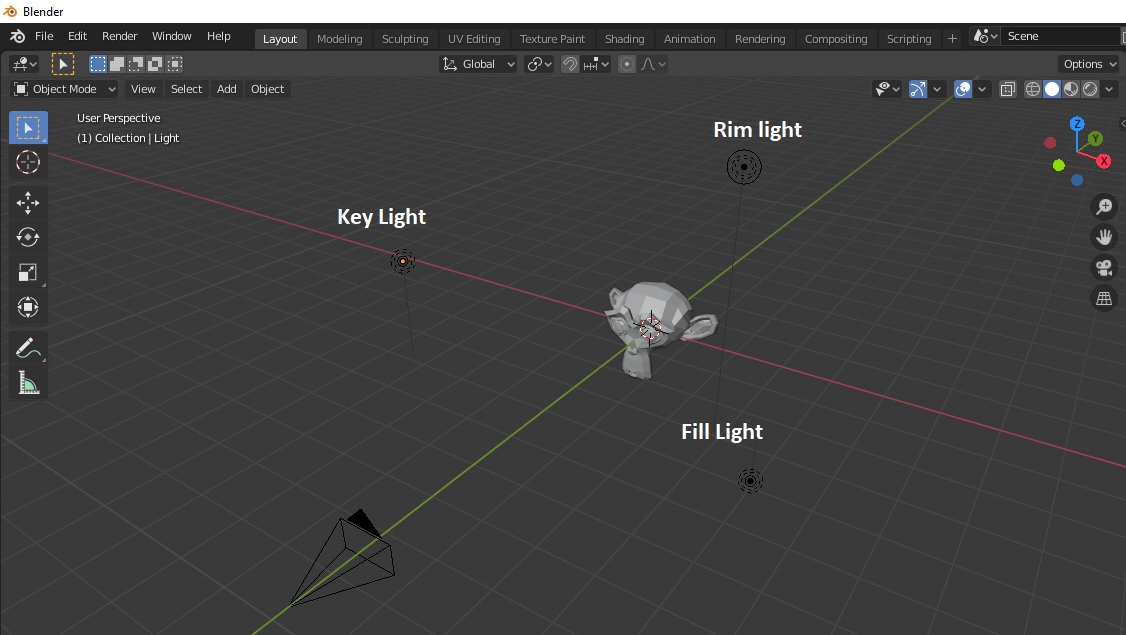 Blender
File Edit Render Window Help Layout Modeling Sculpting UV Editing Texture Paint Shading Animation Rendering Compositing Scripting + Scene
Global Options
Object Mode View Select Add Object
User Perspective
(1) Collection | Light
Z
Y
X
Rim light
Key Light
Fill Light